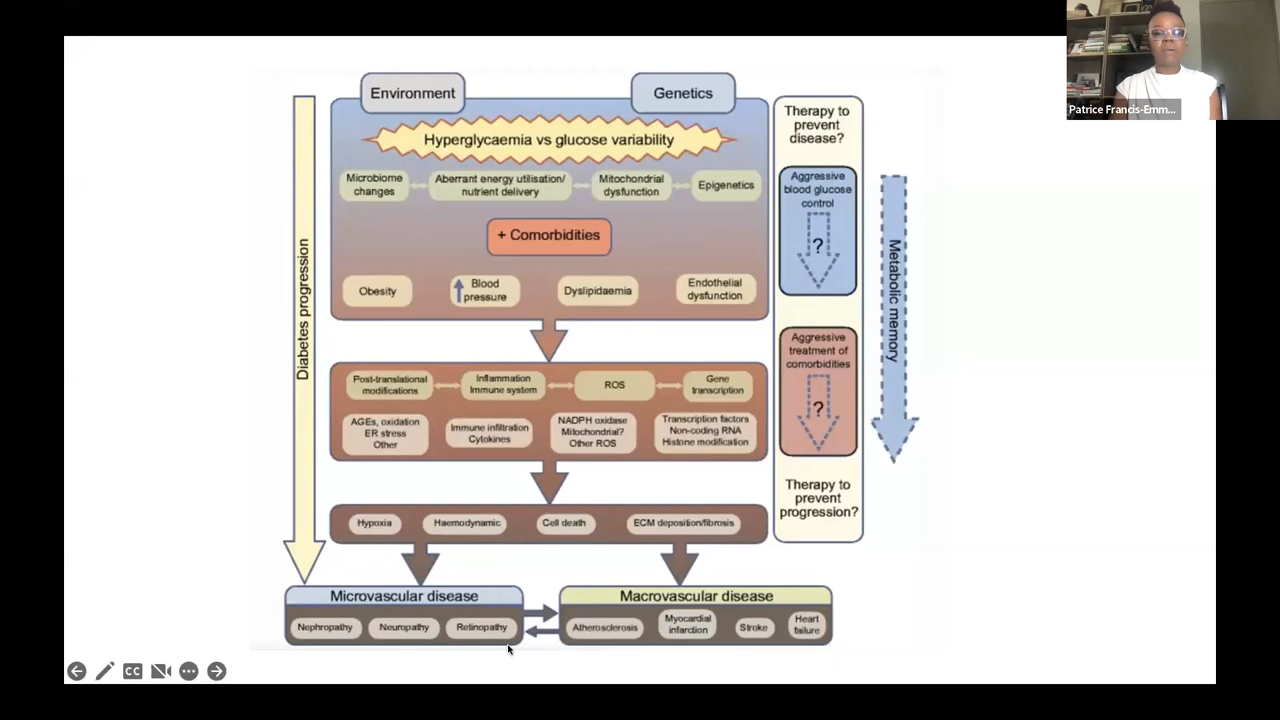 Environment
Genetics
Hyperglycaemia vs glucose variability
Microbiome
changes
Aberrant energy utilisation/
nutrient delivery
Mitochondrial
dysfunction
Epigenetics
+ Comorbidities
Obesity
Blood
pressure
Dyslipidaemia
Endothelial
dysfunction
Diabetes progression
Post-translational
modifications
Inflammation
Immune system
ROS
Gene
transcription
AGEs, oxidation
ER stress
Other
Immune infiltration
Cytokines
NADPH oxidase
Mitochondrial?
Other ROS
Transcription factors
Non-coding RNA
Histone modification
Hypoxia
Haemodynamic
Cell death
ECM deposition/fibrosis
Microvascular disease
Nephropathy
Neuropathy
Retinopathy
Macrovascular disease
Atherosclerosis
Myocardial
infarction
Stroke
Heart
failure
Therapy to
prevent
disease?
Aggressive
blood glucose
control
?
Aggressive
treatment of
comorbidities
?
Therapy to
prevent
progression?
Metabolic memory
Patrice Francis-Emm...
CC